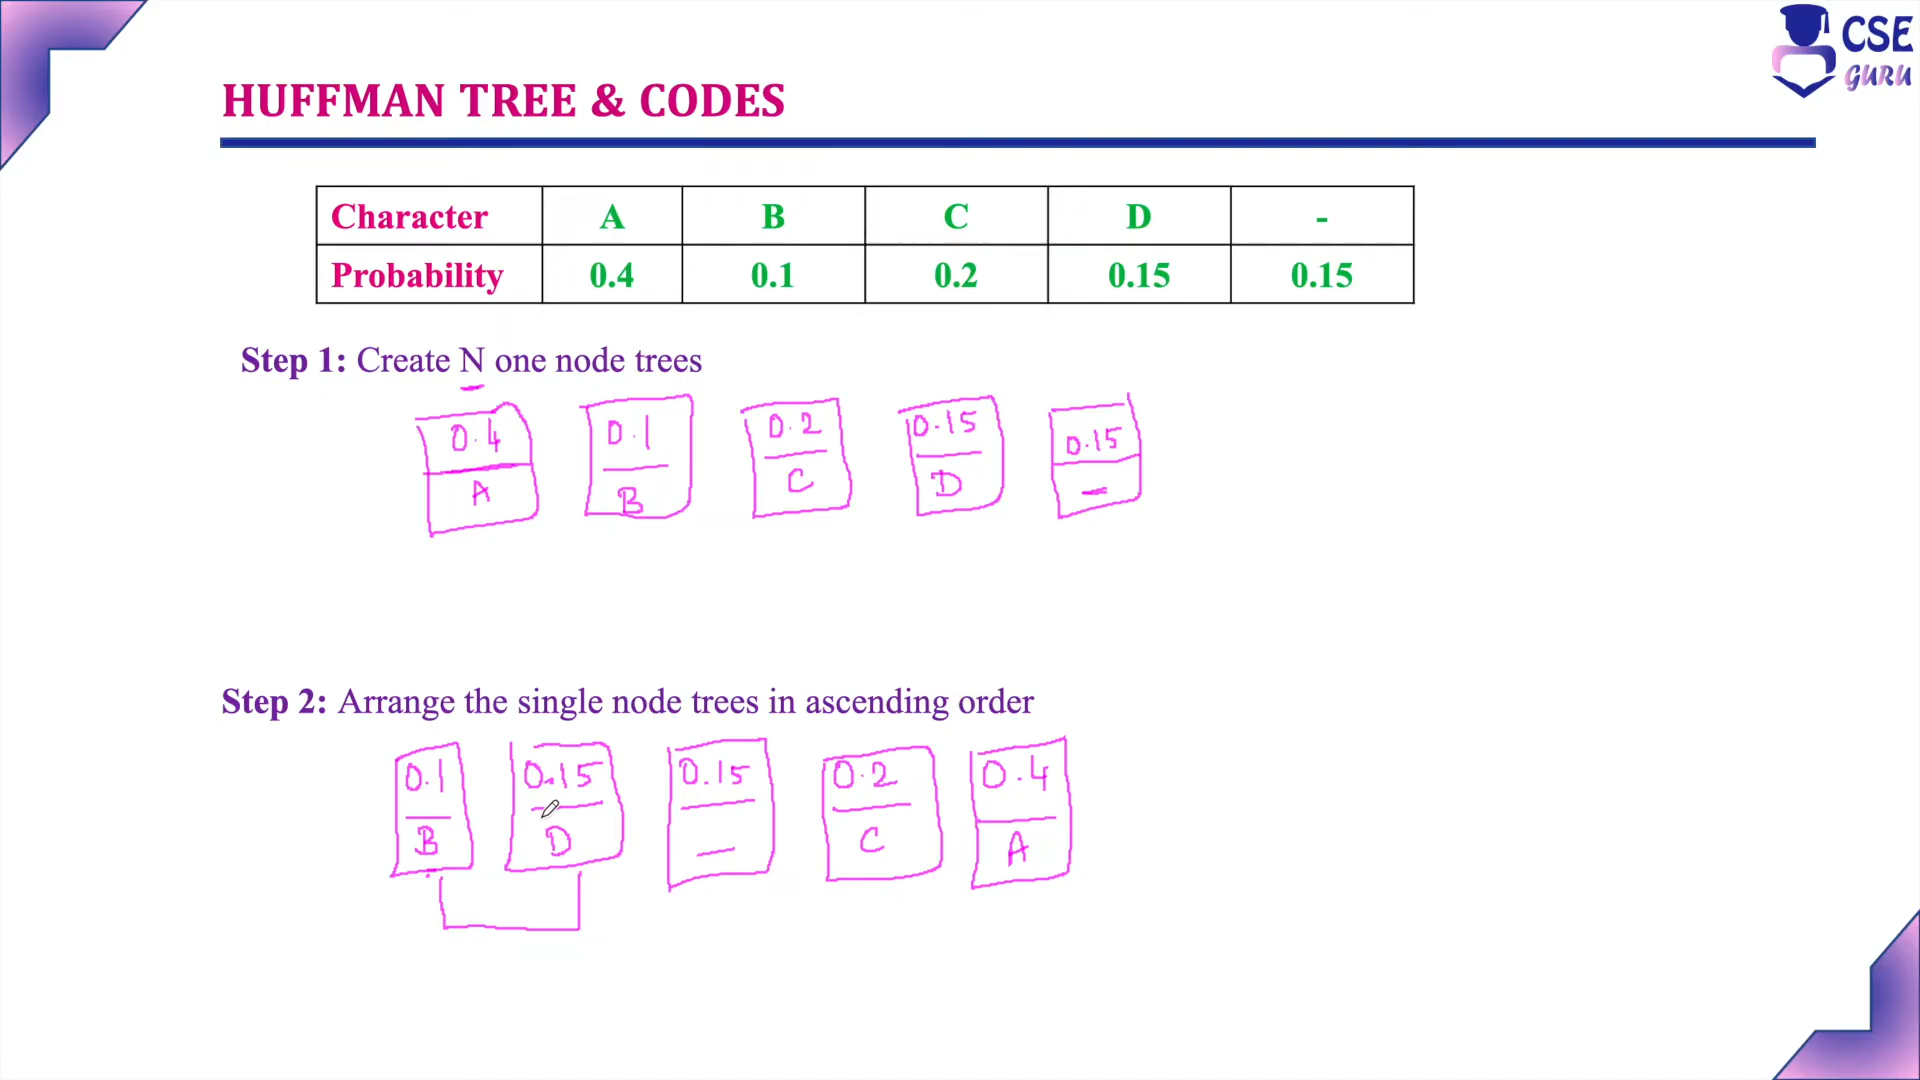 CSE
GURU
HUFFMAN TREE & CODES
Character A B C D -
Probability 0.4 0.1 0.2 0.15 0.15
Step 1: Create N one node trees
0.4 0.1 0.2 0.15 0.15
A B C D -
Step 2: Arrange the single node trees in ascending order
0.1 0.15 0.15 0.2 0.4
B D - C A